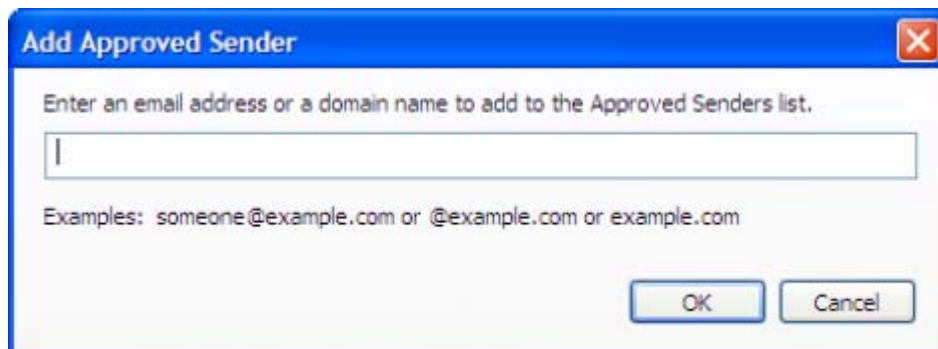 Add Approved Sender
Enter an email address or a domain name to add to the Approved Senders list.
Examples: someone@example.com or @example.com or example.com
OK Cancel